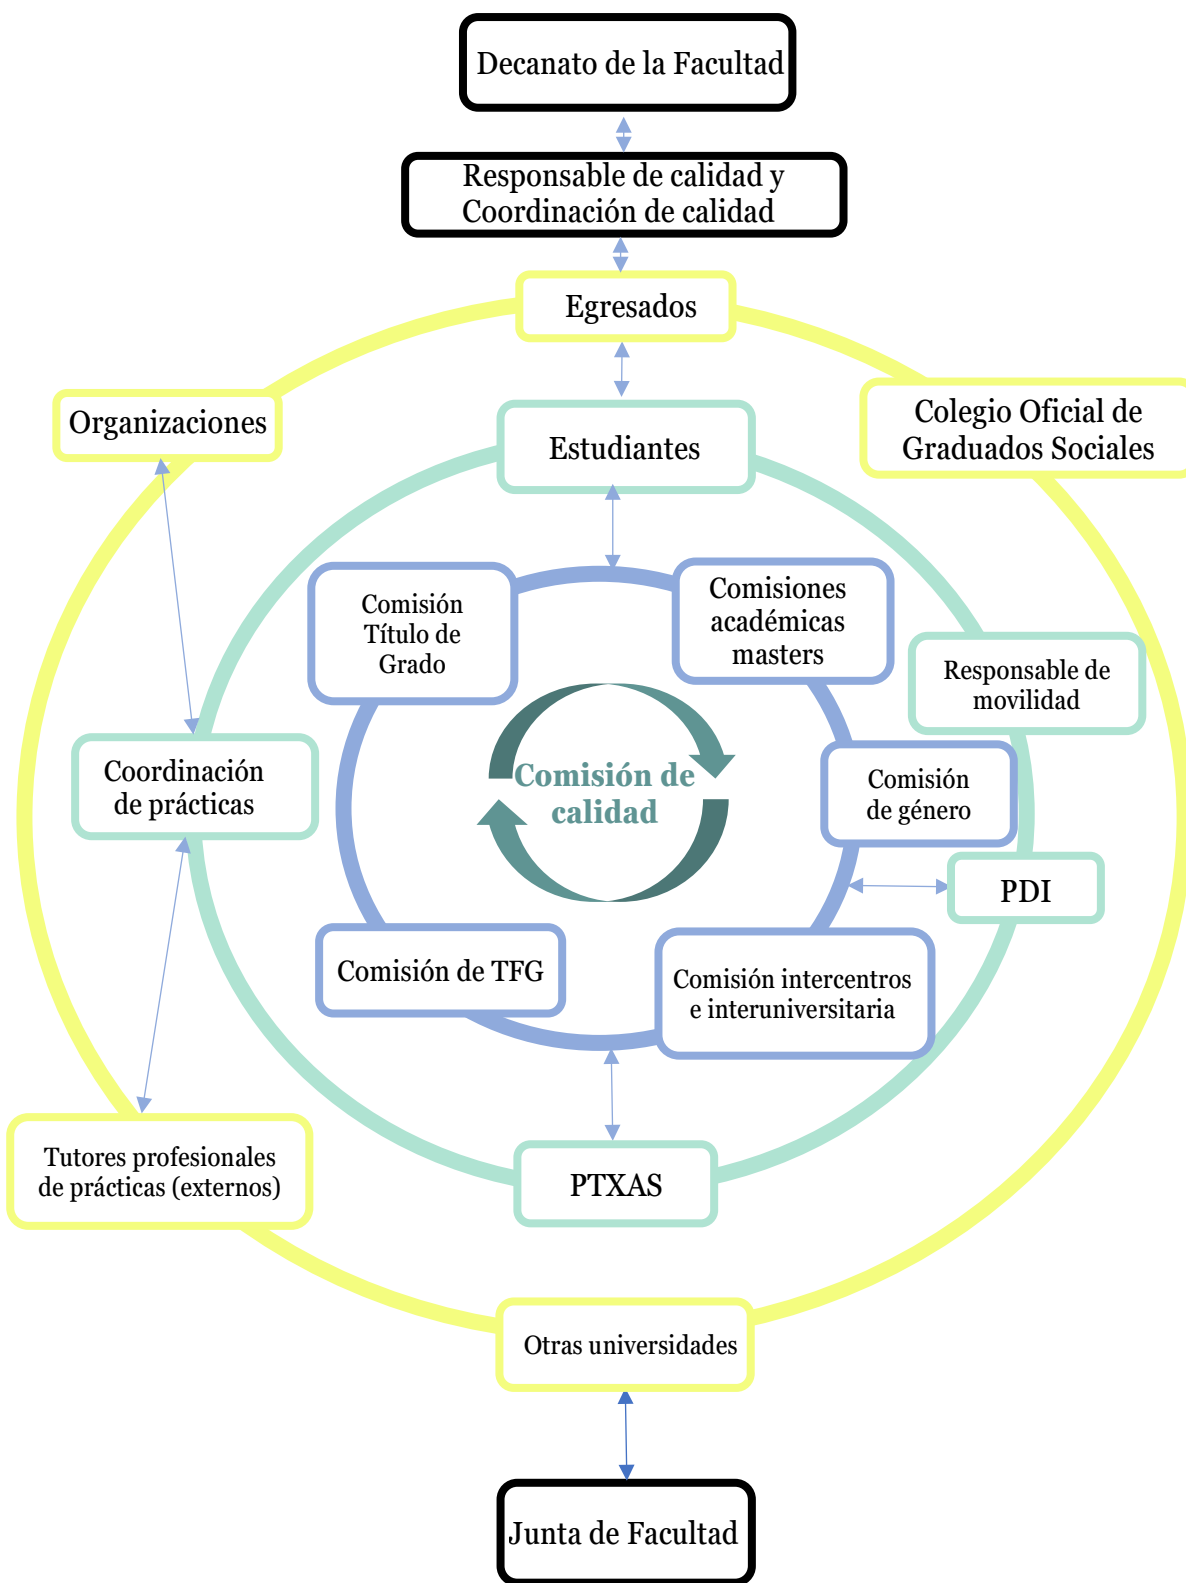 Decanato de la Facultad
Responsable de calidad y
Coordinación de calidad
Egresados
Organizaciones
Colegio Oficial de
Graduados Sociales
Estudiantes
Comisión
Título de
Grado
Comisiones
académicas
masters
Responsable de
movilidad
Coordinación
de prácticas
Comisión de
calidad
Comisión
de género
PDI
Comisión de TFG
Comisión intercentros
e interuniversitaria
Tutores profesionales
de prácticas (externos)
PTXAS
Otras universidades
Junta de Facultad